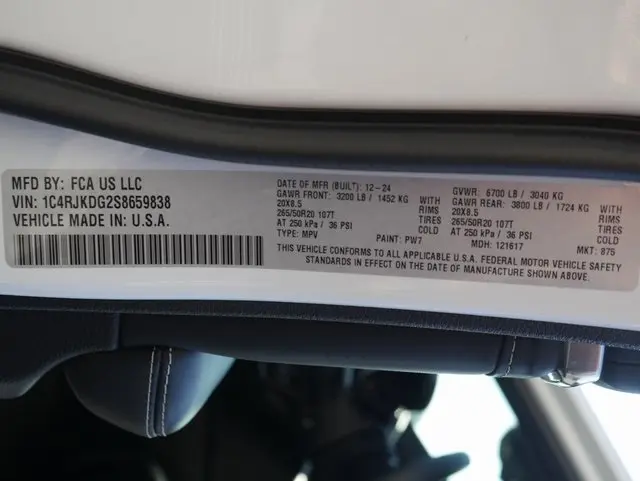 MFD BY: FCA US LLC
VIN: 1C4RJKDG2S8659838
VEHICLE MADE IN: U.S.A.
DATE OF MFR (BUILT): 12-24
GAWR FRONT: 3200 LB / 1452 KG WITH
20X8.5 RIMS
265/50R20 107T TIRES
AT 250 kPa / 36 PSI COLD
TYPE: MPV PAINT: PW7
GVWR: 6700 LB / 3040 KG
GAWR REAR: 3800 LB / 1724 KG WITH
20X8.5 RIMS
265/50R20 107T TIRES
AT 250 kPa / 36 PSI COLD
MDH: 121617 MKT: 875
THIS VEHICLE CONFORMS TO ALL APPLICABLE U.S.A. FEDERAL MOTOR VEHICLE SAFETY
STANDARDS IN EFFECT ON THE DATE OF MANUFACTURE SHOWN ABOVE.